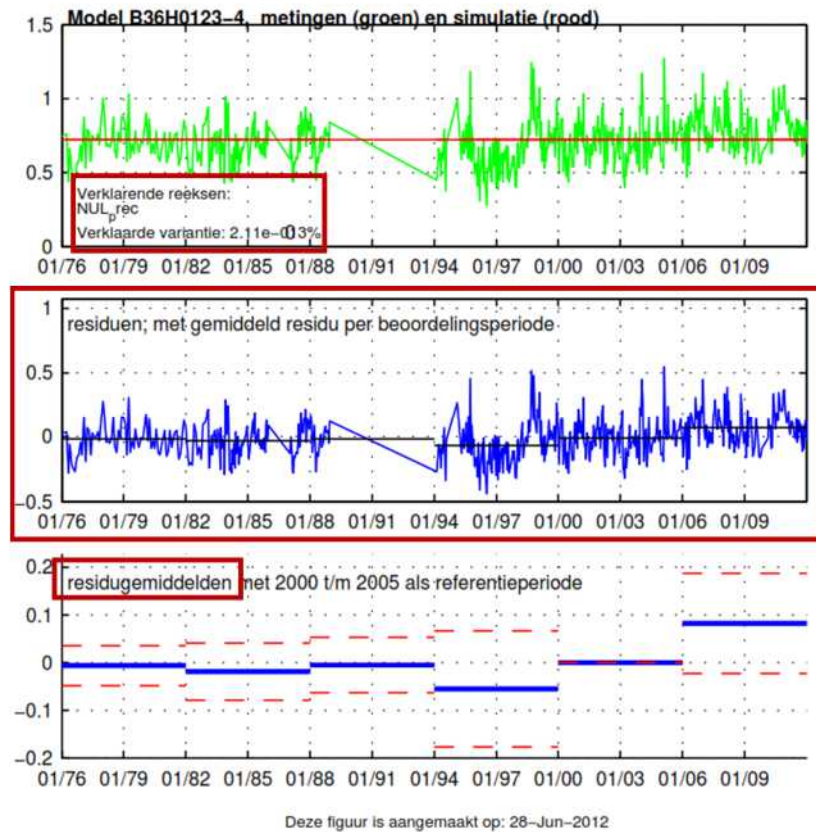 Model B36H0123−4, metingen (groen) en simulatie (rood)
1.5
1
0.5
0
Verklarende reeksen:
NULprec
Verklaarde variantie: 2.11e−013%
0
01/76 01/79 01/82 01/85 01/88 01/91 01/94 01/97 01/00 01/03 01/06 01/09
1
residuen; met gemiddeld residu per beoordelingsperiode
0.5
0
−0.5
01/76 01/79 01/82 01/85 01/88 01/91 01/94 01/97 01/00 01/03 01/06 01/09
0.2
residugemiddelden met 2000 t/m 2005 als referentieperiode
0.1
0
−0.1
−0.2
01/76 01/79 01/82 01/85 01/88 01/91 01/94 01/97 01/00 01/03 01/06 01/09
Deze figuur is aangemaakt op: 28−Jun−2012